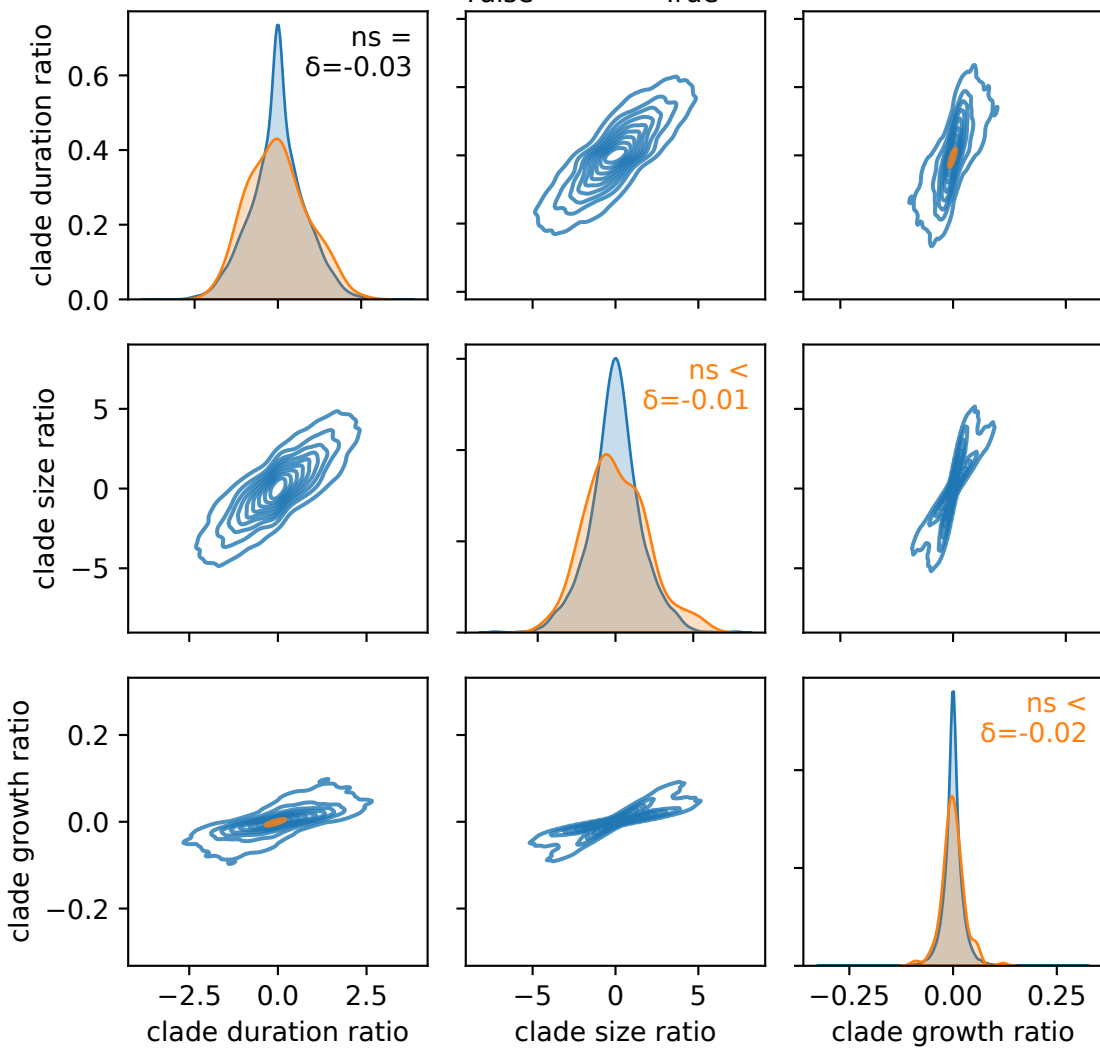 clade duration ratio
0.6
0.4
0.2
0.0
ns =
δ=-0.03
clade size ratio
5
0
−5
ns <
δ=-0.01
clade growth ratio
0.2
0.0
−0.2
ns <
δ=-0.02
−2.5 0.0 2.5
−5 0 5
−0.25 0.00 0.25
clade duration ratio
clade size ratio
clade growth ratio